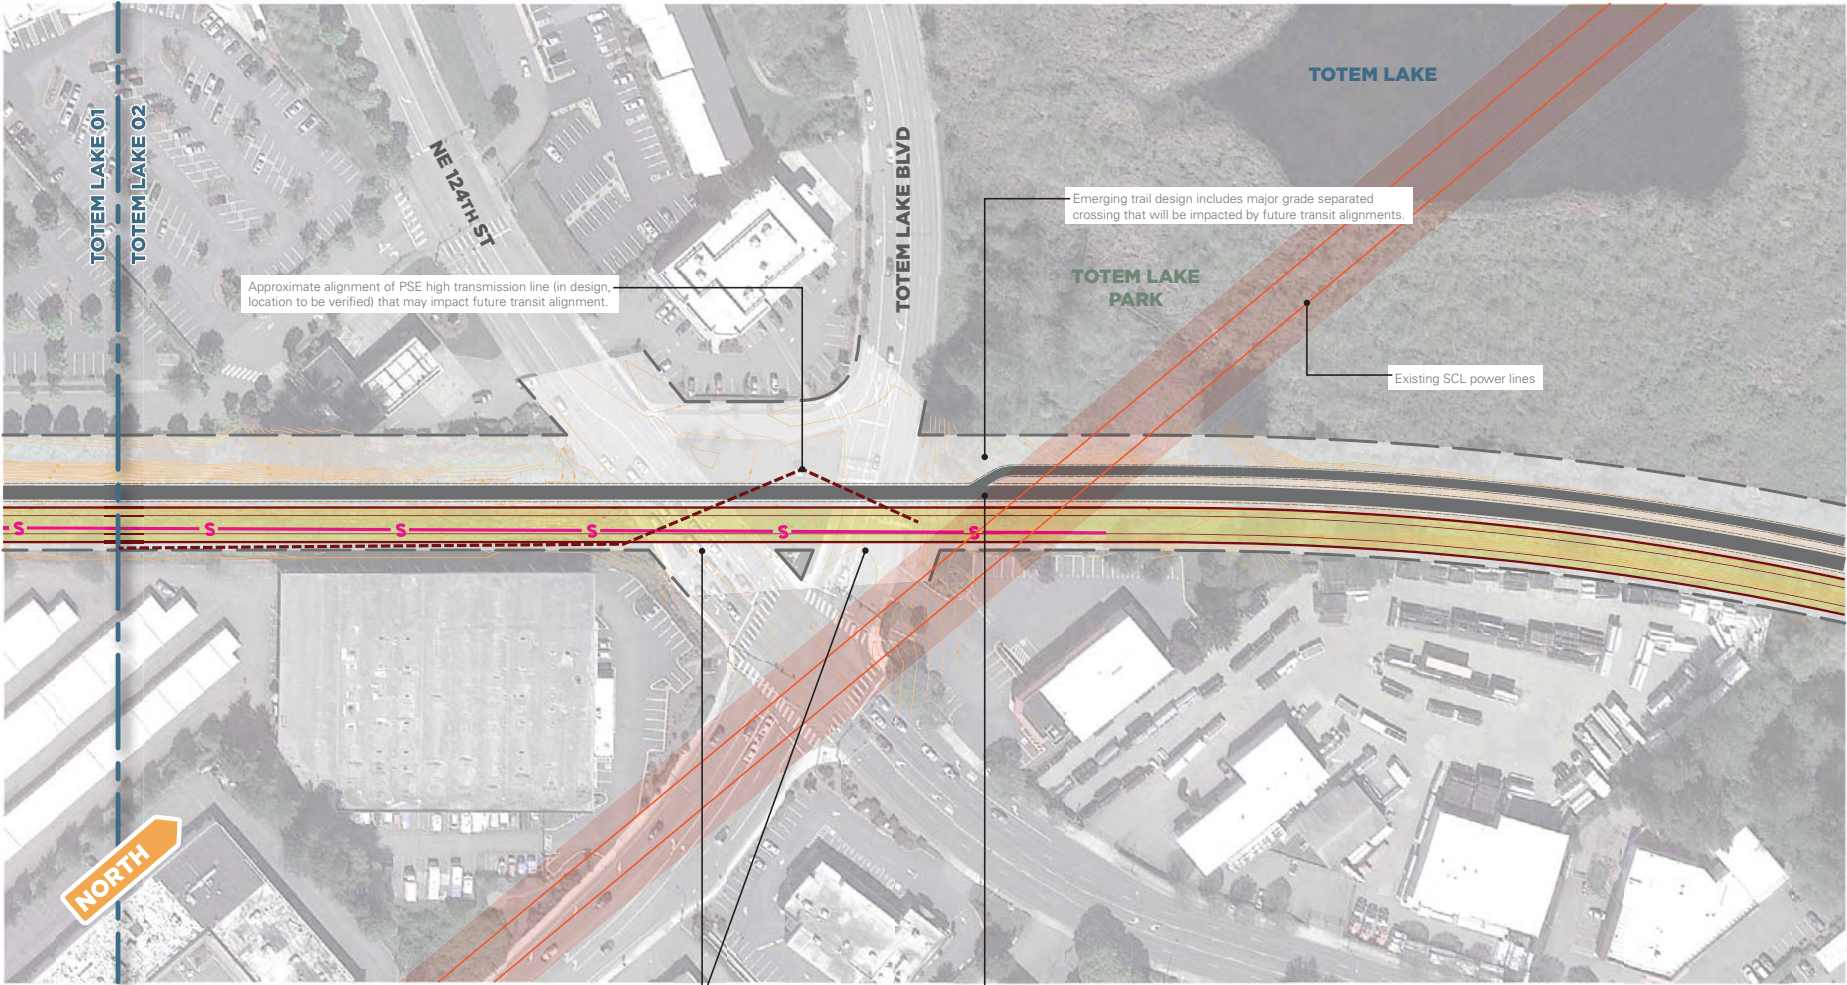 TOTEM LAKE
TOTEM LAKE 01
TOTEM LAKE 02
NE 124TH ST
TOTEM LAKE BLVD
Emerging trail design includes major grade separated
crossing that will be impacted by future transit alignments.
TOTEM LAKE
PARK
Approximate alignment of PSE high transmission line (in design,
location to be verified) that may impact future transit alignment.
Existing SCL power lines
S S S S S S
NORTH